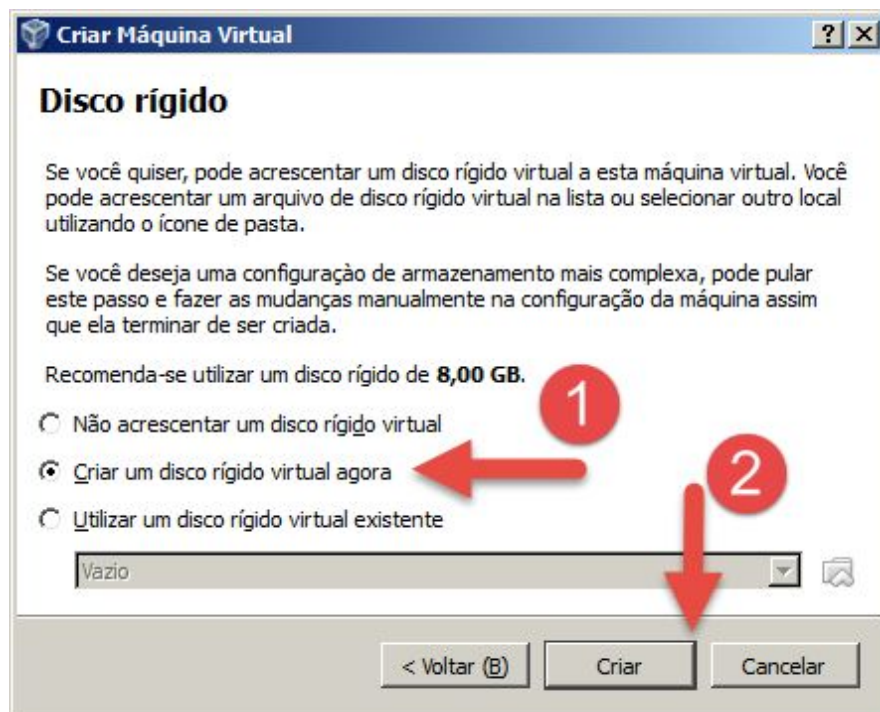 Criar Máquina Virtual
Disco rígido
Se você quiser, pode acrescentar um disco rígido virtual a esta máquina virtual. Você
pode acrescentar um arquivo de disco rígido virtual na lista ou selecionar outro local
utilizando o ícone de pasta.
Se você deseja uma configuraçào de armazenamento mais complexa, pode pular
este passo e fazer as mudanças manualmente na configuração da máquina assim
que ela terminar de ser criada.
Recomenda-se utilizar um disco rígido de 8,00 GB.
1
Não acrescentar um disco rígido virtual
Criar um disco rígido virtual agora
2
Utilizar um disco rígido virtual existente
Vazio
< Voltar (B)
Criar
Cancelar